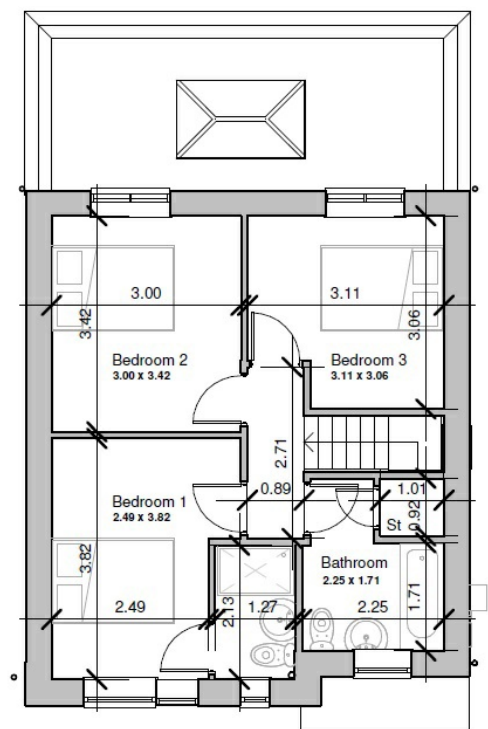 3.00
3.11
3.42
3.06
Bedroom 2
3.00 x 3.42
Bedroom 3
3.11 x 3.06
2.71
0.89
1.01
0.92
St
Bedroom 1
2.49 x 3.82
3.82
2.49
2.13
1.27
Bathroom
2.25 x 1.71
2.25
1.71